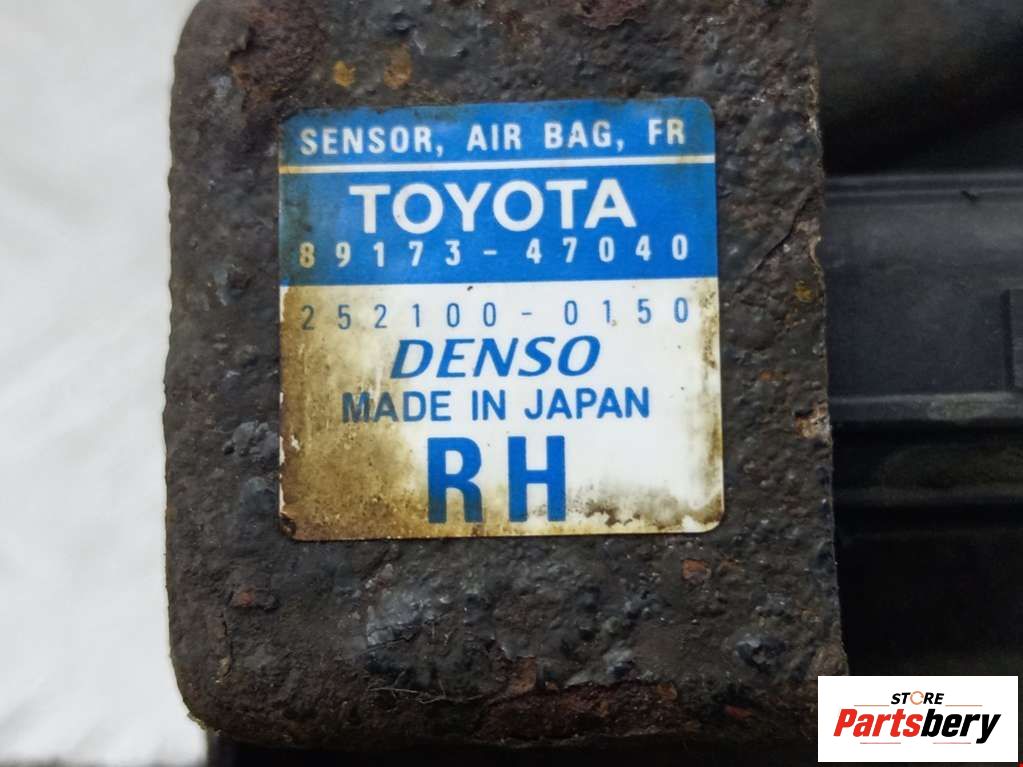 SENSOR, AIR BAG, FR
TOYOTA
89173-47040
252100-0150
DENSO
MADE IN JAPAN
RH
STORE
Partsbery